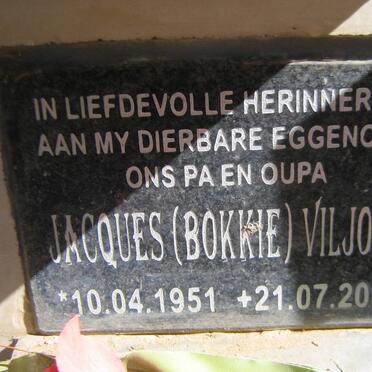 IN LIEFDEVOLLE HERINNER
AAN MY DIERBARE EGGENO
ONS PA EN OUPA
JACQUES (BOKKIE) VILJO
*10.04.1951 +21.07.20